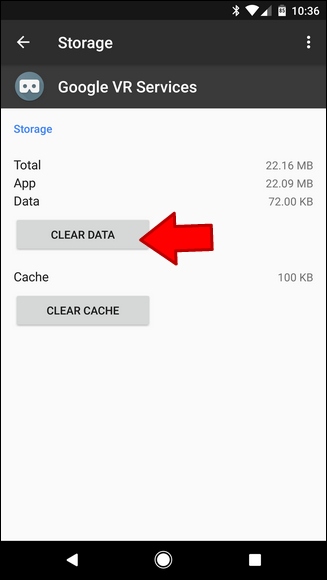 10:36
Storage
Google VR Services
Storage
Total 22.16 MB
App 22.09 MB
Data 72.00 KB
CLEAR DATA
Cache 100 KB
CLEAR CACHE